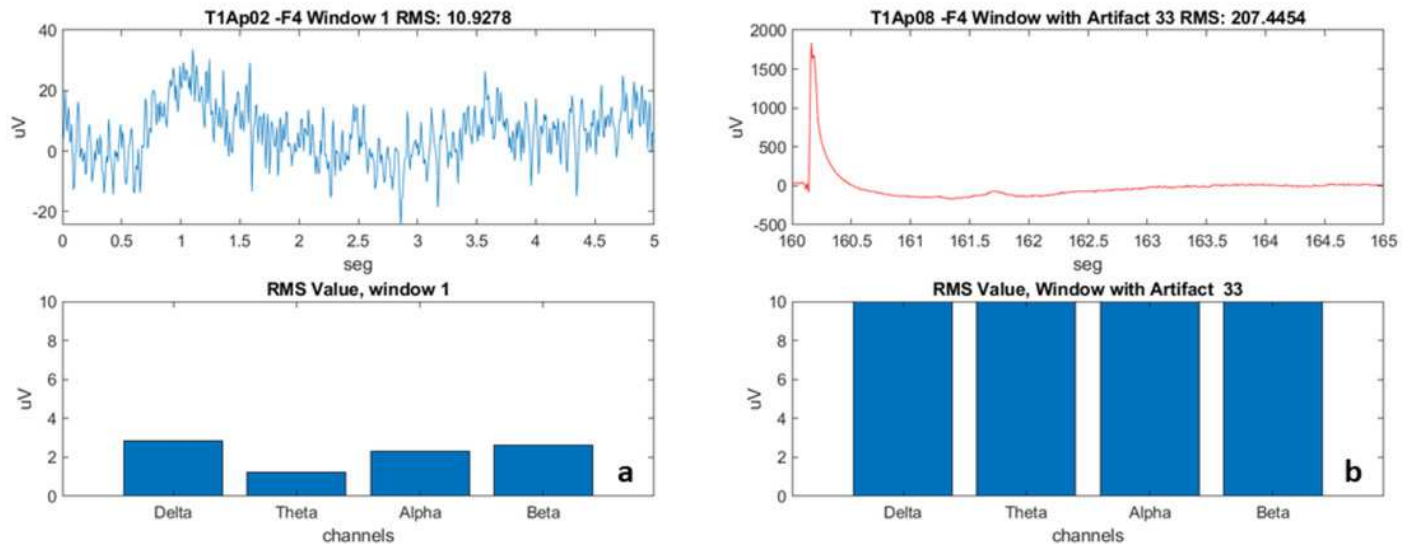 T1Ap02 -F4 Window 1 RMS: 10.9278
40
20
0
-20
uV
0 0.5 1 1.5 2 2.5 3 3.5 4 4.5 5
seg
T1Ap08 -F4 Window with Artifact 33 RMS: 207.4454
2000
1500
1000
500
0
-500
uV
160 160.5 161 161.5 162 162.5 163 163.5 164 164.5 165
seg
RMS Value, window 1
10
8
6
4
2
0
uV
Delta Theta Alpha Beta
channels
a
RMS Value, Window with Artifact 33
10
8
6
4
2
0
uV
Delta Theta Alpha Beta
channels
b